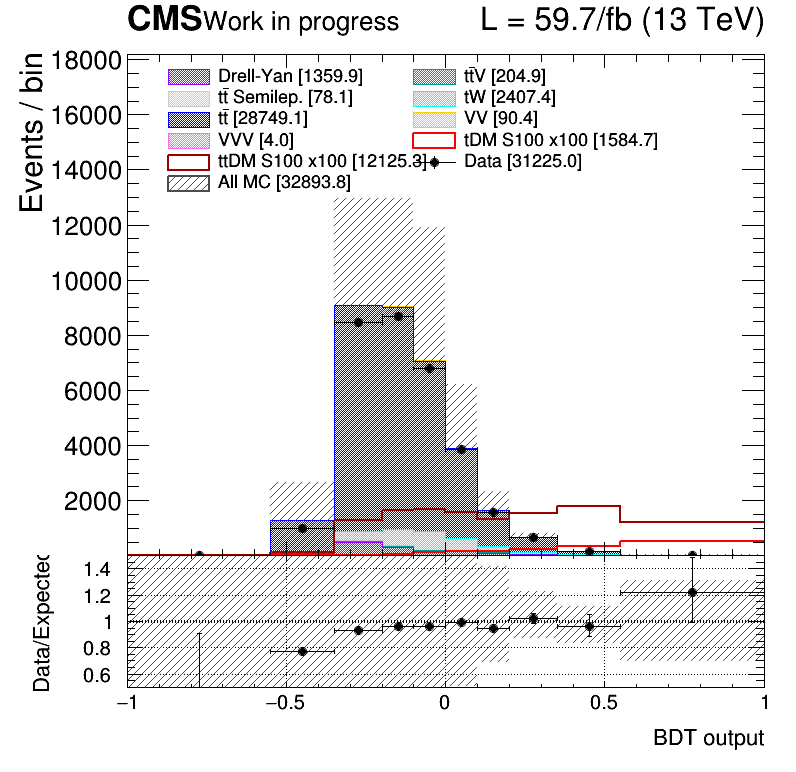 CMS Work in progress L = 59.7/fb (13 TeV)
Events / bin
18000
16000
14000
12000
10000
8000
6000
4000
2000
Drell-Yan [1359.9] tt̄V [204.9]
tt̄ Semilep. [78.1] tW [2407.4]
tt̄ [28749.1] VV [90.4]
VVV [4.0] tDM S100 x100 [1584.7]
ttDM S100 x100 [12125.3] Data [31225.0]
All MC [32893.8]
Data/Expected
1.4
1.2
1
0.8
0.6
−1 −0.5 0 0.5 1
BDT output